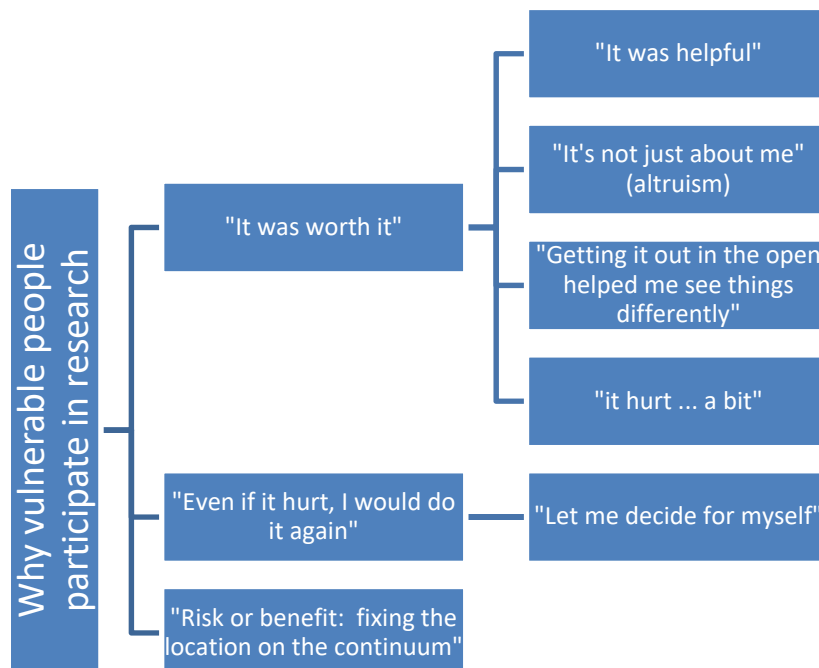 Why vulnerable people
participate in research
"It was worth it"
"It was helpful"
"It's not just about me"
(altruism)
"Getting it out in the open
helped me see things
differently"
"it hurt ... a bit"
"Even if it hurt, I would do
it again"
"Let me decide for myself"
"Risk or benefit:  fixing the
location on the continuum"